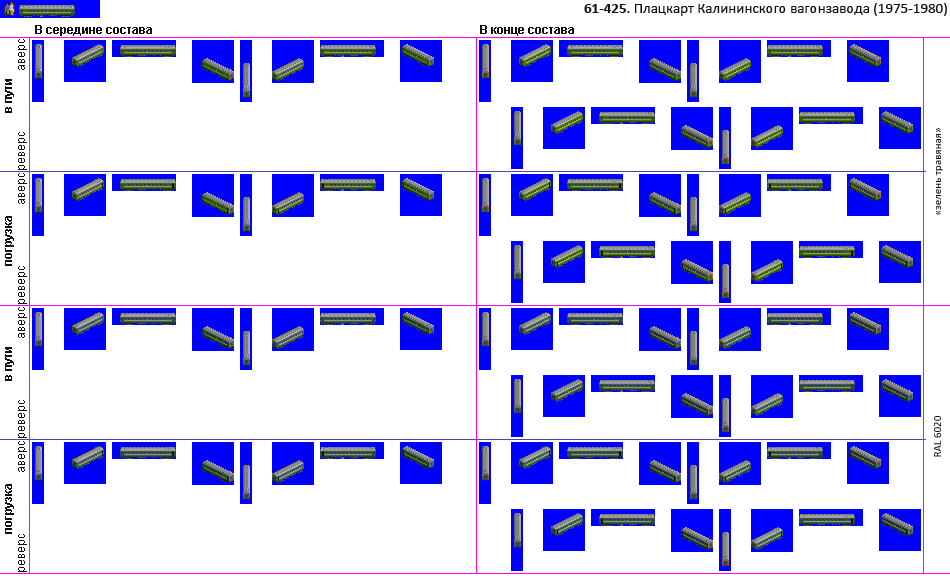 61-425. Плацкарт Калининского вагонзавода (1975-1980)
В середине состава
В конце состава
в пути
аверс
реверс
«зелень травяная»
погрузка
аверс
реверс
в пути
аверс
реверс
RAL 6020
погрузка
аверс
реверс